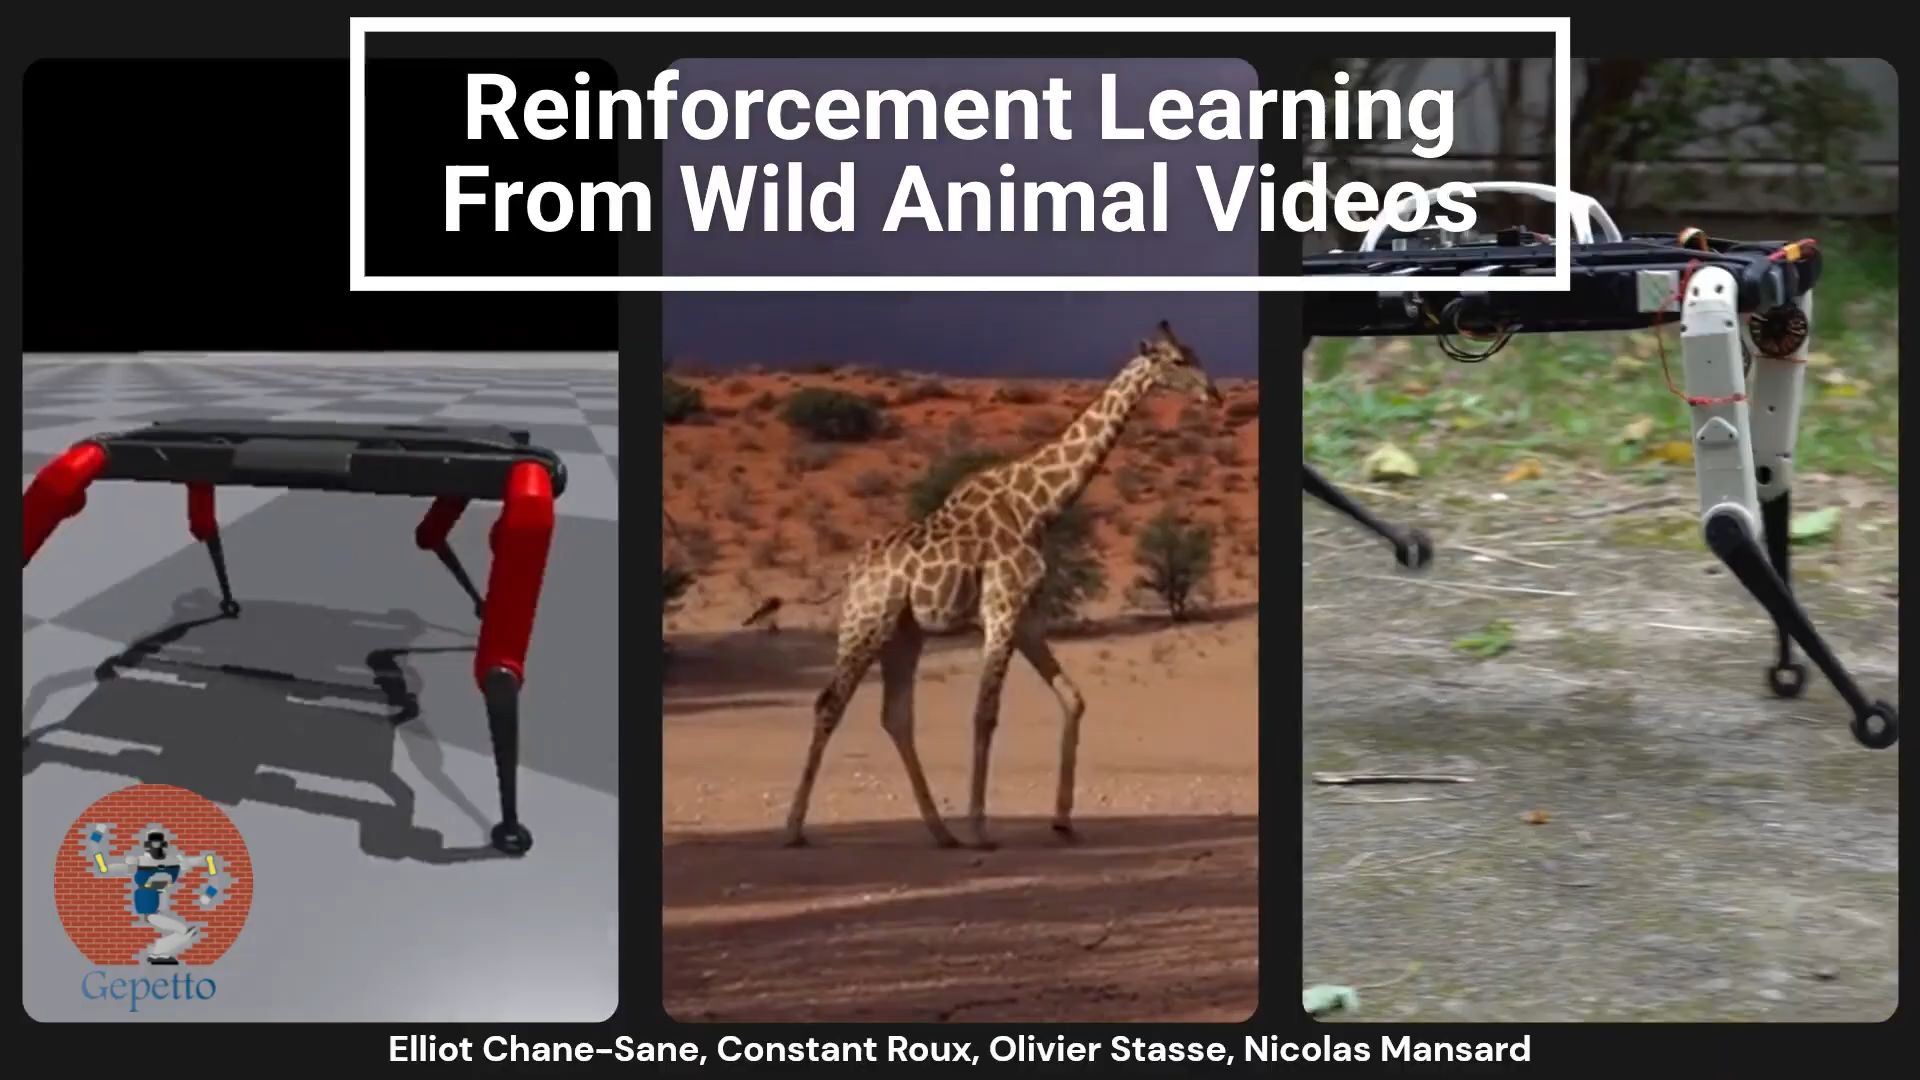 Reinforcement Learning
From Wild Animal Videos
Gepetto
Elliot Chane-Sane, Constant Roux, Olivier Stasse, Nicolas Mansard